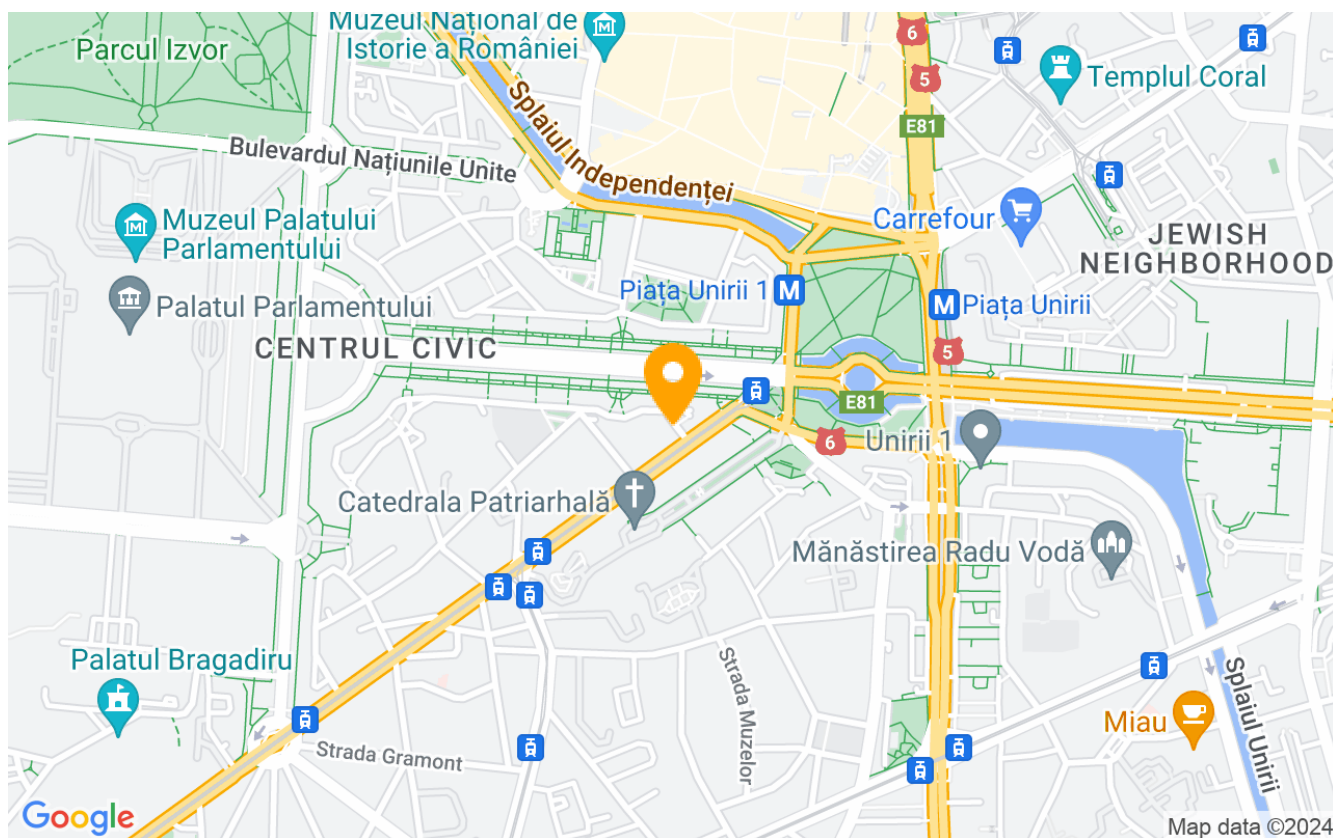 Muzeul Național de
Istorie a României
Parcul Izvor
6
5
Templul Coral
E81
Splaiul Independenței
Bulevardul Națiunile Unite
Muzeul Palatului
Parlamentului
Carrefour
JEWISH
NEIGHBORHOOD
Palatul Parlamentului
Piața Unirii 1
M
M
Piața Unirii
CENTRUL CIVIC
5
E81
6
Unirii 1
Catedrala Patriarhală
Mănăstirea Radu Vodă
Palatul Bragadiru
Strada Muzelor
Splaiul Unirii
Miau
Strada Gramont
Google
Map data ©2024